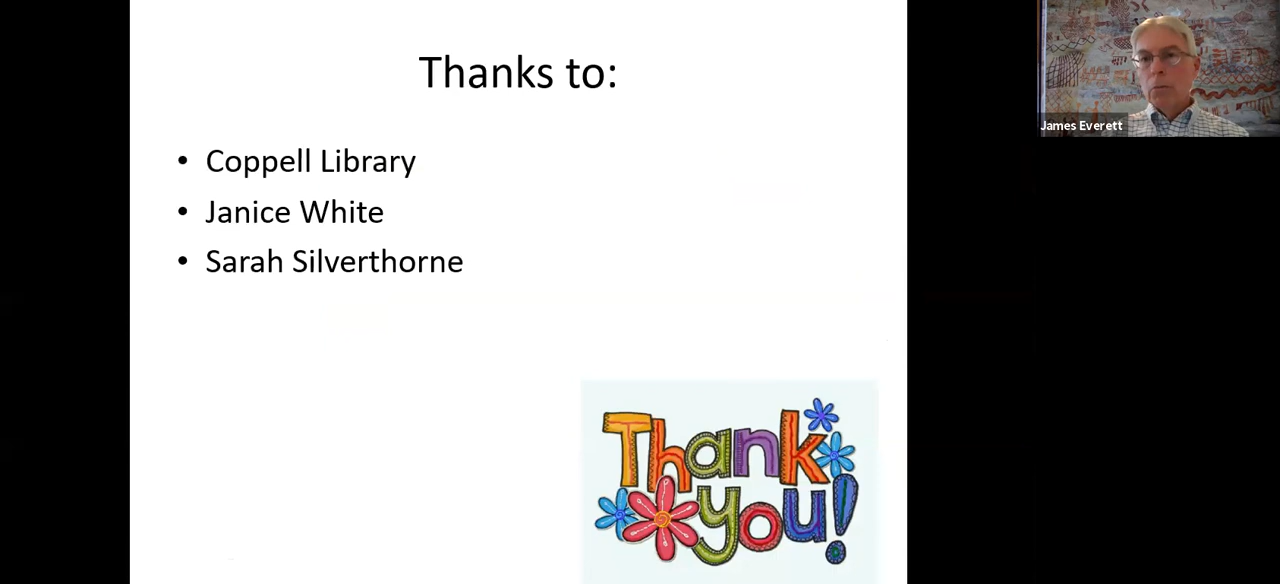 Thanks to:
• Coppell Library
• Janice White
• Sarah Silverthorne
Thank
you!
James Everett